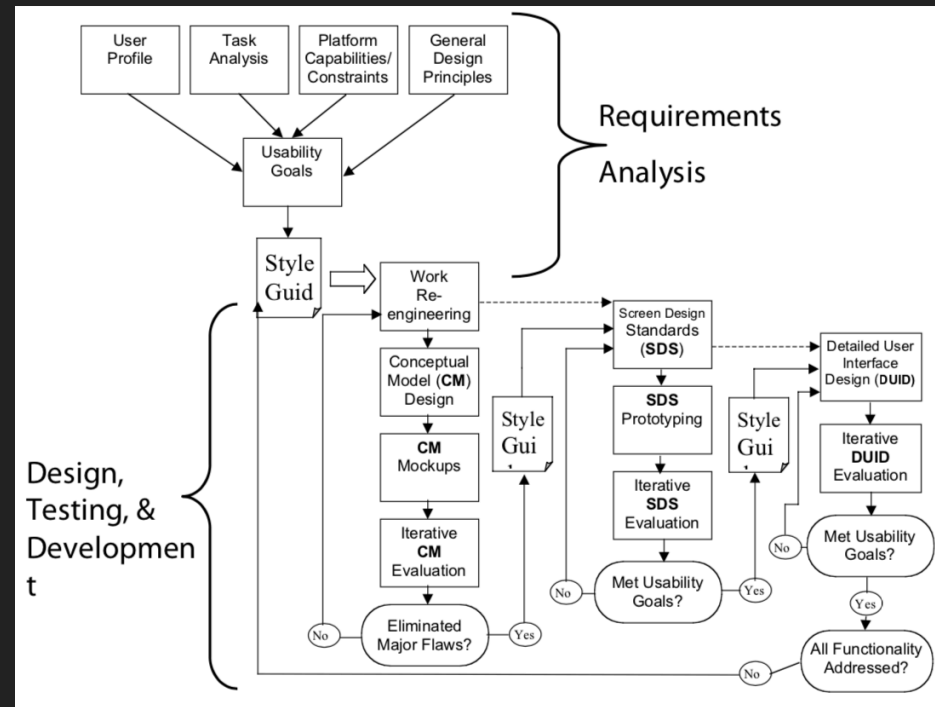 User
Profile
Task
Analysis
Platform
Capabilities/
Constraints
General
Design
Principles
Requirements
Analysis
Usability
Goals
Style
Guid
Work
Re-
engineering
Conceptual
Model (CM)
Design
CM
Mockups
Iterative
CM
Evaluation
Eliminated
Major Flaws?
No
Yes
Style
Gui
Screen Design
Standards
(SDS)
SDS
Prototyping
Iterative
SDS
Evaluation
Met Usability
Goals?
No
Yes
Style
Gui
Detailed User
Interface
Design (DUID)
Iterative
DUID
Evaluation
Met Usability
Goals?
No
Yes
All Functionality
Addressed?
No
Design,
Testing, &
Developmen
t